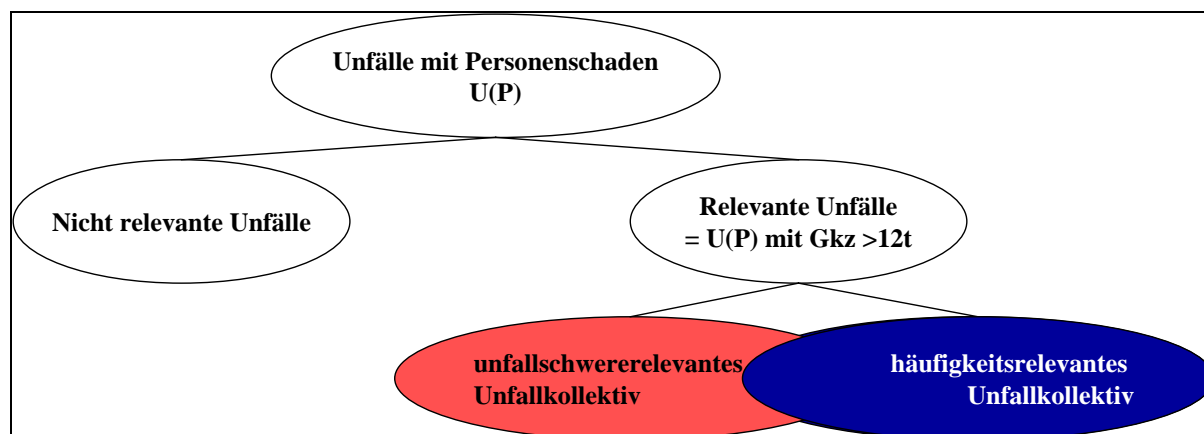 Unfälle mit Personenschaden
U(P)
Nicht relevante Unfälle
Relevante Unfälle
= U(P) mit Gkz >12t
unfallschwererelevantes
Unfallkollektiv
häufigkeitsrelevantes
Unfallkollektiv